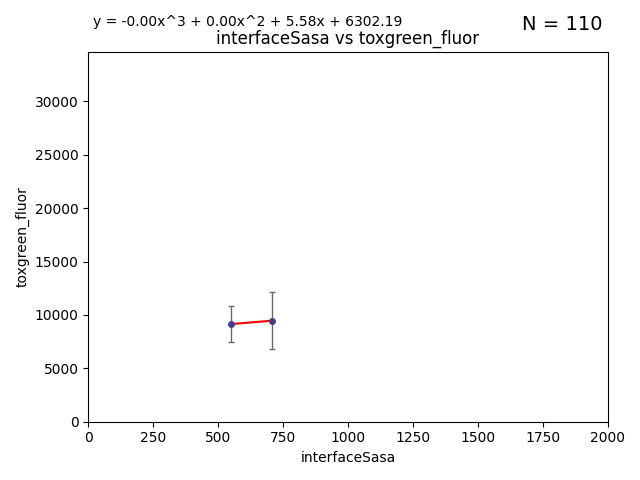 y = -0.00x^3 + 0.00x^2 + 5.58x + 6302.19
N = 110
interfaceSasa vs toxgreen_fluor
30000
25000
20000
15000
10000
5000
0
toxgreen_fluor
0 250 500 750 1000 1250 1500 1750 2000
interfaceSasa